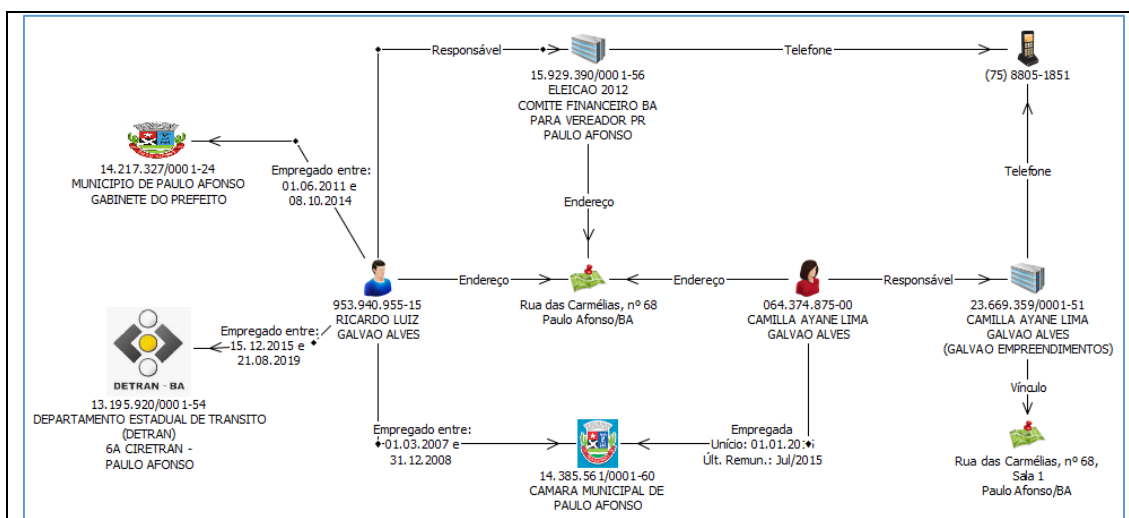 Responsável
Telefone
15.929.390/0001-56
ELEICAO 2012
COMITE FINANCEIRO BA
PARA VEREADOR PR
PAULO AFONSO
(75) 8805-1851
14.217.327/0001-24
MUNICIPIO DE PAULO AFONSO
GABINETE DO PREFEITO
Empregado entre:
01.06.2011 e
08.10.2014
Telefone
Endereço
Endereço
Endereço
Responsável
953.940.955-15
RICARDO LUIZ
GALVAO ALVES
Rua das Carmélias, nº 68
Paulo Afonso/BA
064.374.875-00
CAMILLA AYANE LIMA
GALVAO ALVES
23.669.359/0001-51
CAMILLA AYANE LIMA
GALVAO ALVES
(GALVAO EMPREENDIMENTOS)
Empregado entre:
15.12.2015 e
21.08.2019
DETRAN - BA
13.195.920/0001-54
DEPARTAMENTO ESTADUAL DE TRANSITO
(DETRAN)
6A CIRETRAN -
PAULO AFONSO
Vínculo
Empregado entre:
01.03.2007 e
31.12.2008
Empregada
Unício:
Últ. Remun.: Jul/2015
14.385.561/0001-60
CAMARA MUNICIPAL DE
PAULO AFONSO
Rua das Carmélias, nº 68,
Sala 1
Paulo Afonso/BA